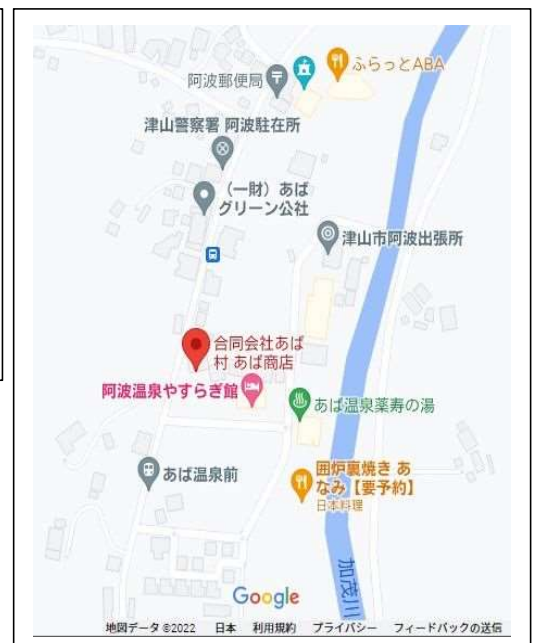 ふらっとABA
阿波郵便局
津山警察署 阿波駐在所
(一財)あば
グリーン公社
津山市阿波出張所
合同会社あば
村 あば商店
阿波温泉やすらぎ館
あば温泉薬寿の湯
あば温泉前
囲炉裏焼き あ
なみ【要予約】
日本料理
加茂川
Google
地図データ ©2022 日本 利用規約 プライバシー フィードバックの送信